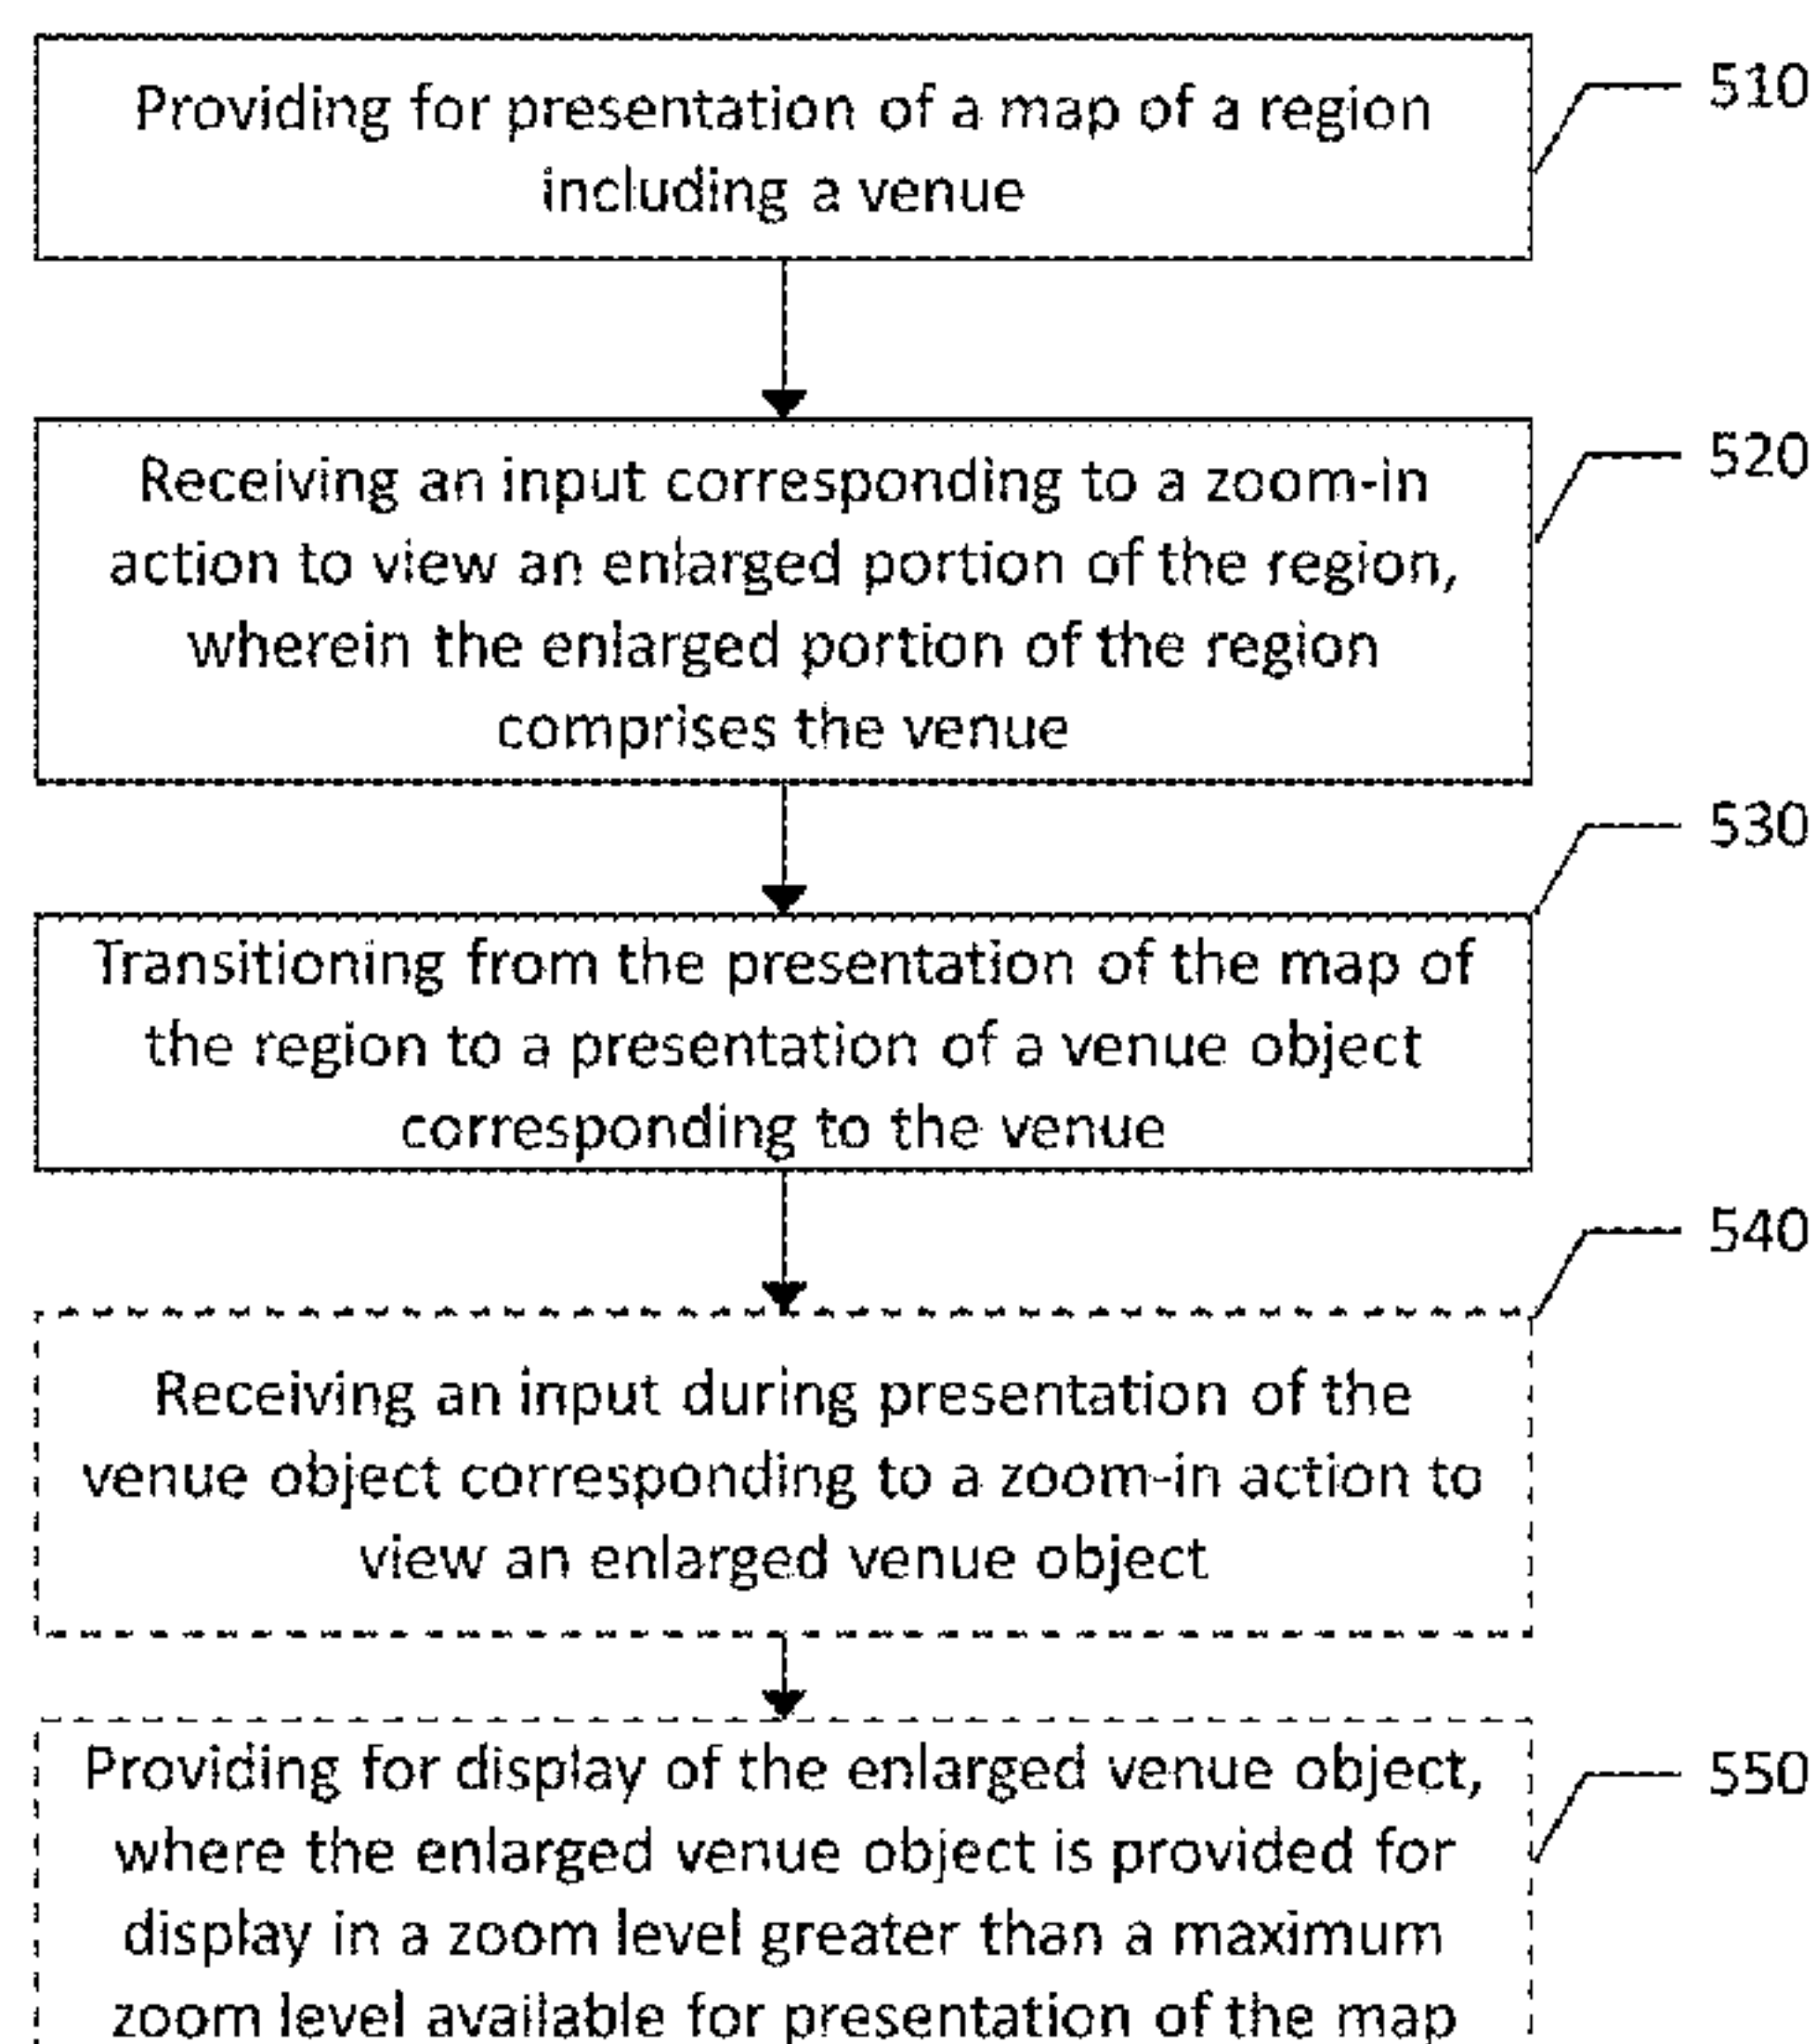 Providing for presentation of a map of a region
including a venue
510
Receiving an input corresponding to a zoom-in
action to view an enlarged portion of the region,
wherein the enlarged portion of the region
comprises the venue
520
530
Transitioning from the presentation of the map of
the region to a presentation of a venue object
corresponding to the venue
540
Receiving an input during presentation of the
venue object corresponding to a zoom-in action to
view an enlarged venue object
550
Providing for display of the enlarged venue object,
where the enlarged venue object is provided for
display in a zoom level greater than a maximum
zoom level available for presentation of the map